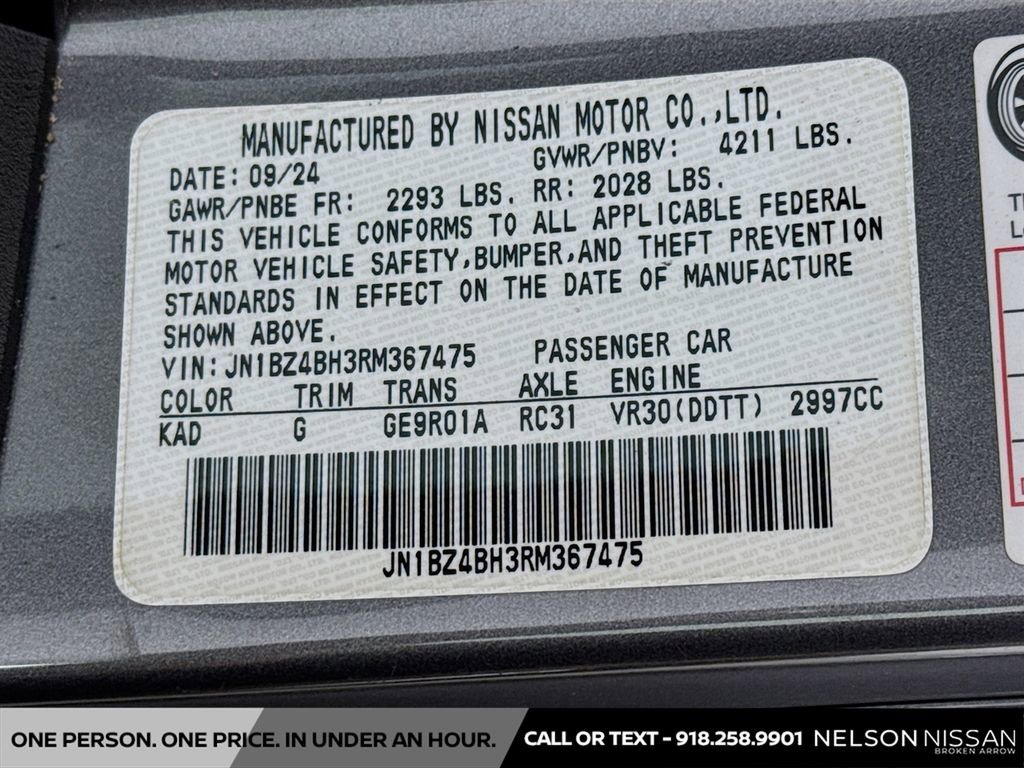 MANUFACTURED BY NISSAN MOTOR CO.,LTD.
DATE: 09/24 GVWR/PNBV: 4211 LBS.
GAWR/PNBE FR: 2293 LBS. RR: 2028 LBS.
THIS VEHICLE CONFORMS TO ALL APPLICABLE FEDERAL
MOTOR VEHICLE SAFETY,BUMPER,AND THEFT PREVENTION
STANDARDS IN EFFECT ON THE DATE OF MANUFACTURE
SHOWN ABOVE.
VIN:JN1BZ4BH3RM367475 PASSENGER CAR
COLOR TRIM TRANS AXLE ENGINE
KAD G GE9R01A RC31 VR30(DDTT) 2997CC
JN1BZ4BH3RM367475
ONE PERSON. ONE PRICE. IN UNDER AN HOUR. CALL OR TEXT - 918.258.9901 NELSON NISSAN
BROKEN ARROW